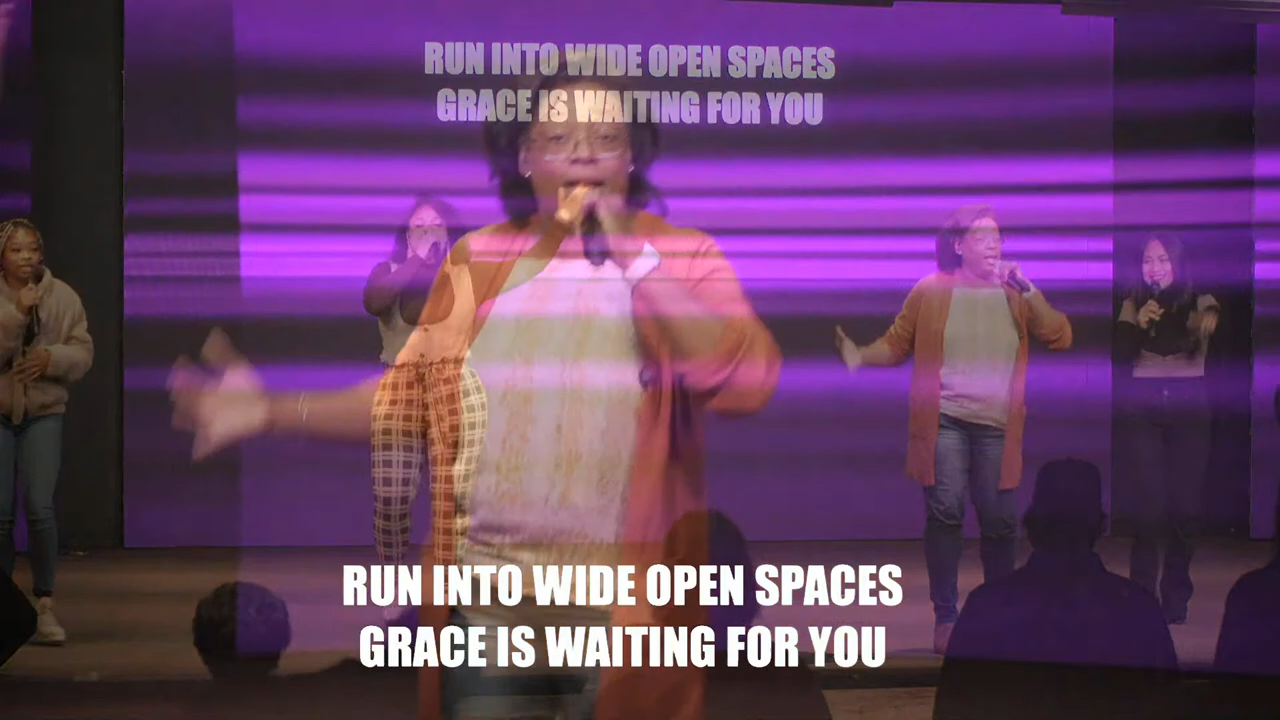 RUN INTO WIDE OPEN SPACES
GRACE IS WAITING FOR YOU
RUN INTO WIDE OPEN SPACES
GRACE IS WAITING FOR YOU